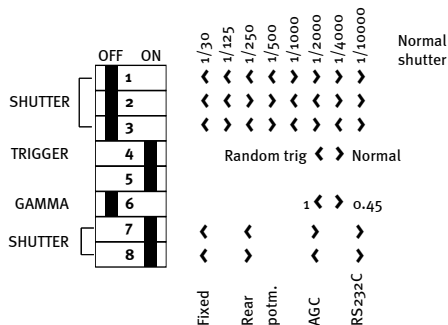 1/30 1/125 1/250 1/500 1/1000 1/2000 1/4000 1/10000
Normal
shutter
OFF ON
SHUTTER
1
2
3
TRIGGER 4 Random trig Normal
5
GAMMA 6 1 0.45
SHUTTER
7
8
Fixed Rear potm. AGC RS232C